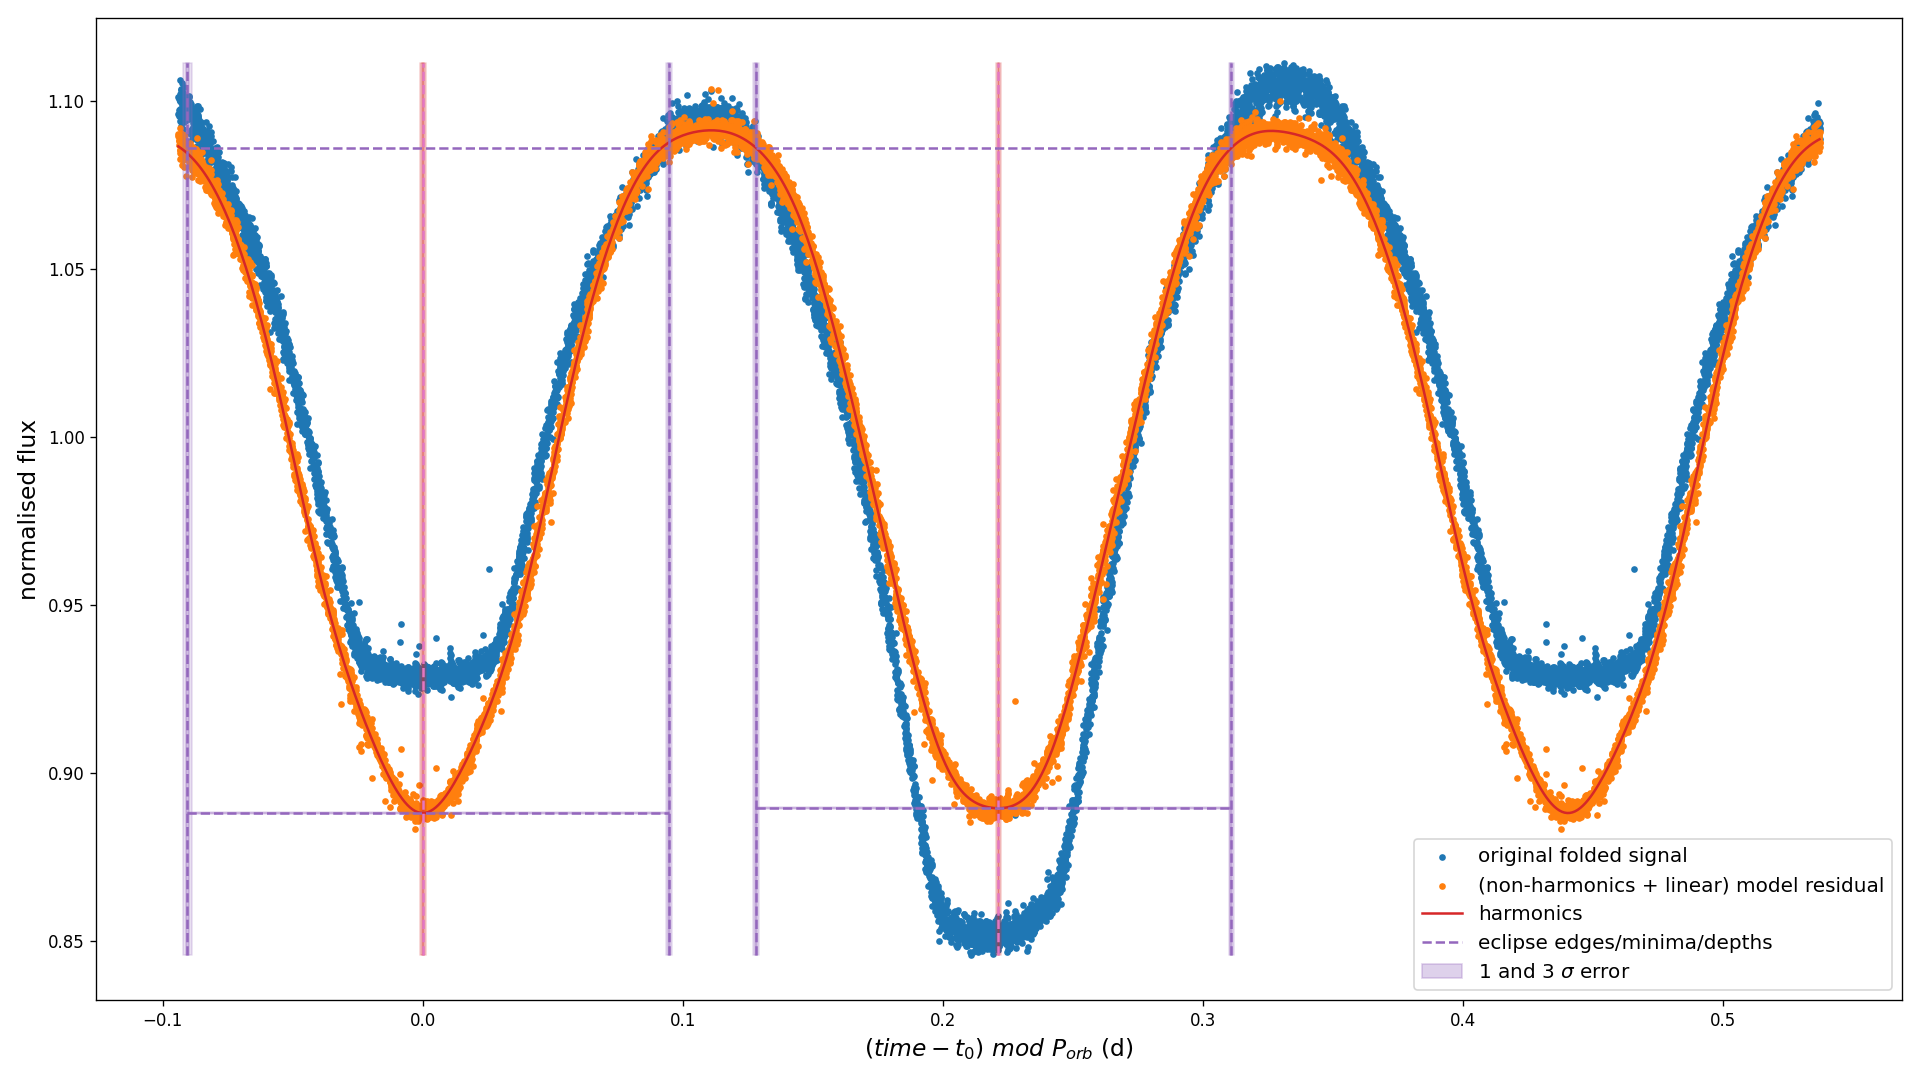 normalised flux
1.10
1.05
1.00
0.95
0.90
0.85
−0.1
0.0
0.1
0.2
0.3
0.4
0.5
(time − t₀) mod Pₒᵣᵦ (d)
original folded signal
(non-harmonics + linear) model residual
harmonics
eclipse edges/minima/depths
1 and 3 σ error